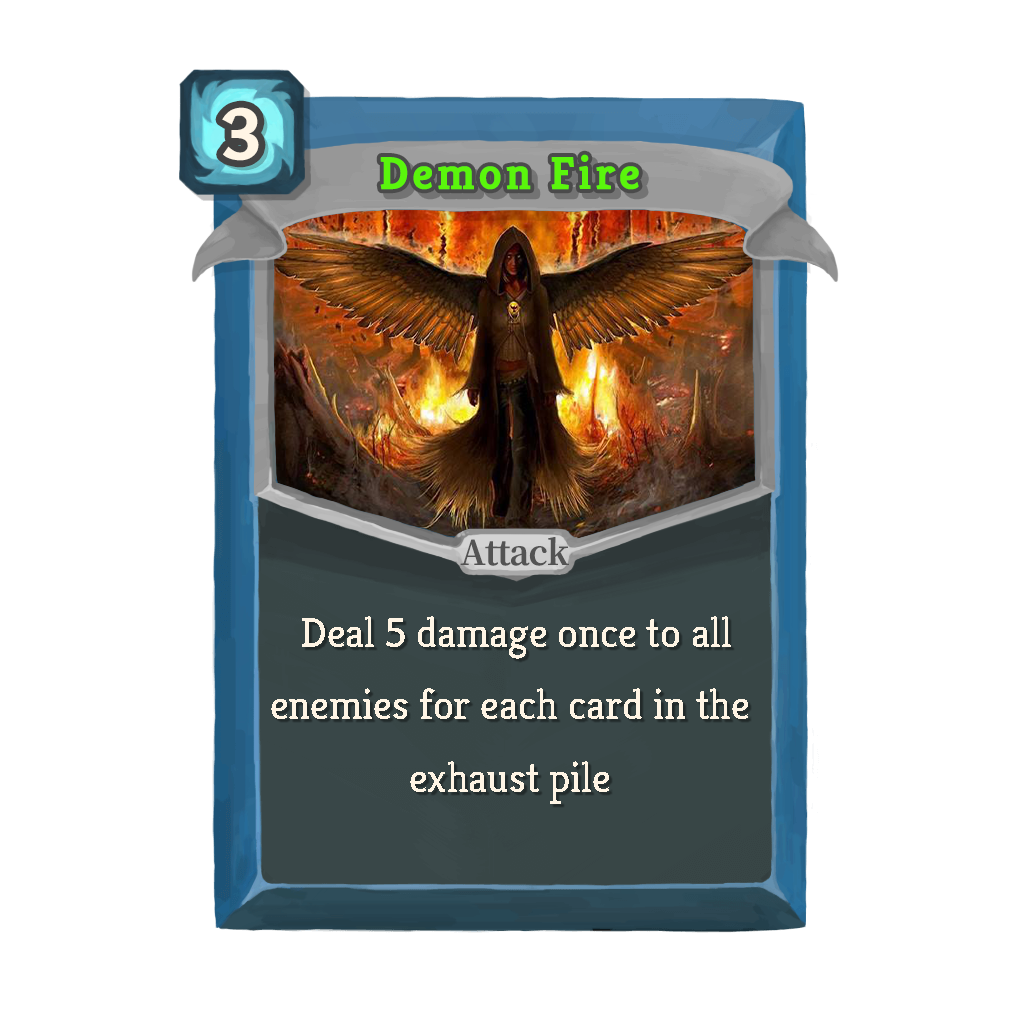 3
Demon Fire
Attack
Deal 5 damage once to all
enemies for each card in the
exhaust pile